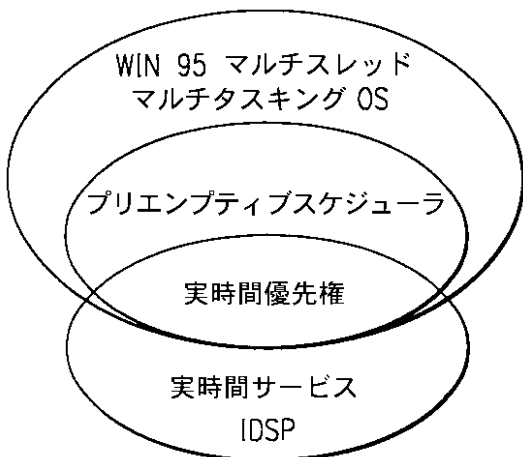 WIN 95 マルチスレッド
マルチタスキング OS
プリエンプティブスケジューラ
実時間優先権
実時間サービス
IDSP